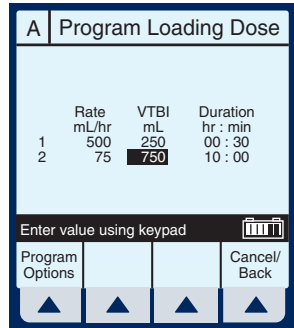 A Program Loading Dose
Rate VTBI Duration
mL/hr mL hr : min
1 500 250 00 : 30
2 75 750 10 : 00
Enter value using keypad
Program Cancel/
Options Back